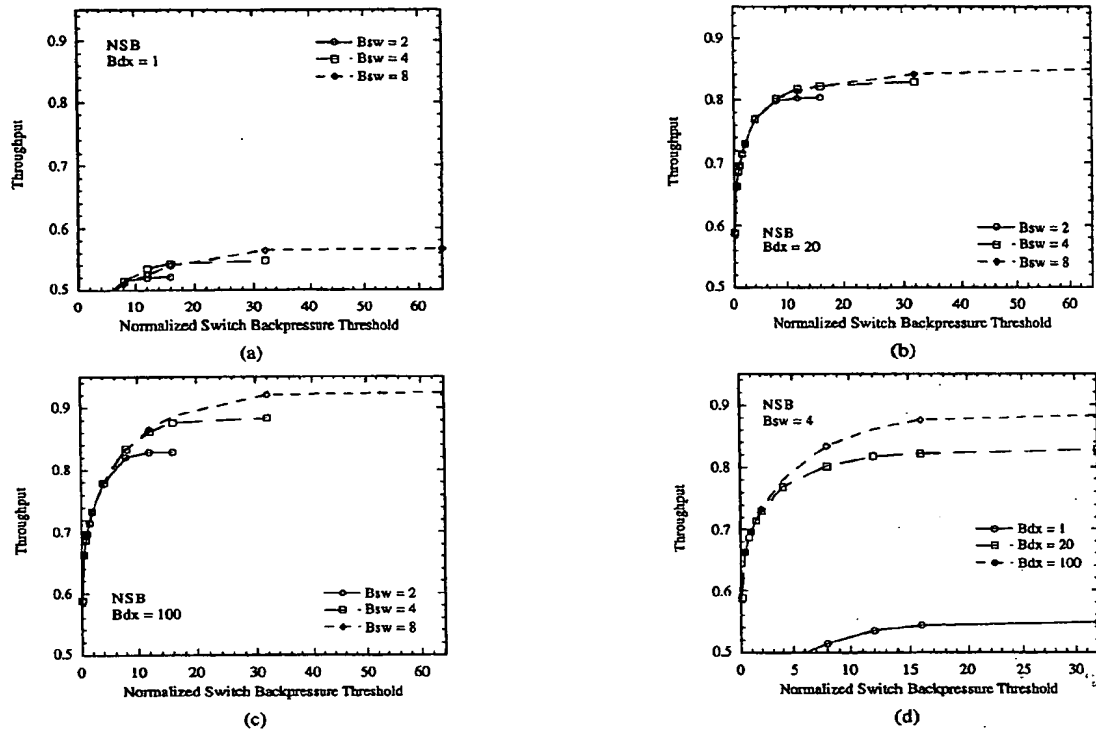 0.9
0.8
0.7
0.6
0.5
Throughput
NSB
Bdx = 1
Bsw = 2
Bsw = 4
Bsw = 8
0 10 20 30 40 50 60
Normalized Switch Backpressure Threshold
(a)
0.9
0.8
0.7
0.6
0.5
Throughput
NSB
Bdx = 20
Bsw = 2
Bsw = 4
Bsw = 8
0 10 20 30 40 50 60
Normalized Switch Backpressure Threshold
(b)
0.9
0.8
0.7
0.6
0.5
Throughput
NSB
Bdx = 100
Bsw = 2
Bsw = 4
Bsw = 8
0 10 20 30 40 50 60
Normalized Switch Backpressure Threshold
(c)
0.9
0.8
0.7
0.6
0.5
Throughput
NSB
Bsw = 4
Bdx = 1
Bdx = 20
Bdx = 100
0 5 10 15 20 25 30
Normalized Switch Backpressure Threshold
(d)